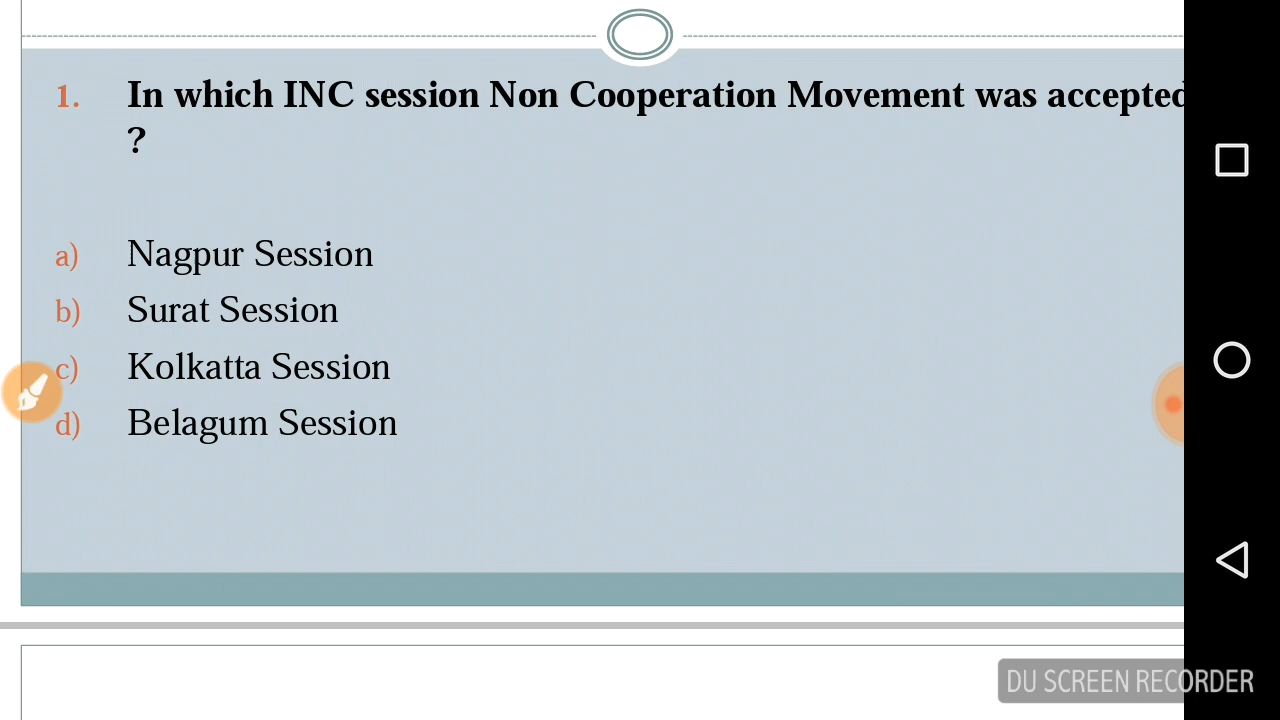 1. In which INC session Non Cooperation Movement was accepted
?
a) Nagpur Session
b) Surat Session
c) Kolkatta Session
d) Belagum Session
DU SCREEN RECORDER